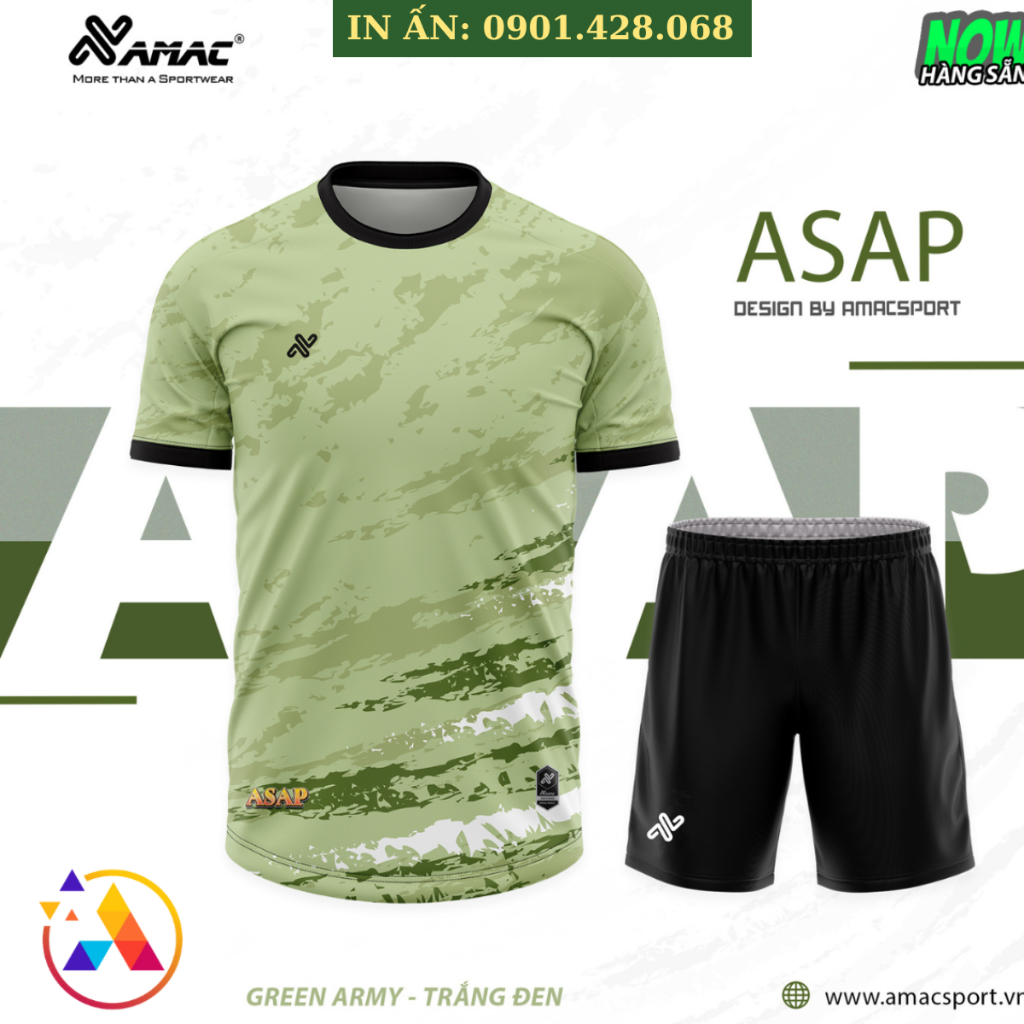 IN ẤN: 0901.428.068
AMAC®
MORE THAN A SPORTWEAR
NOW
HÀNG SẴN
ASAP
DESIGN BY AMACSPORT
ASAP
GREEN ARMY - TRẮNG ĐEN
www.amacsport.vn